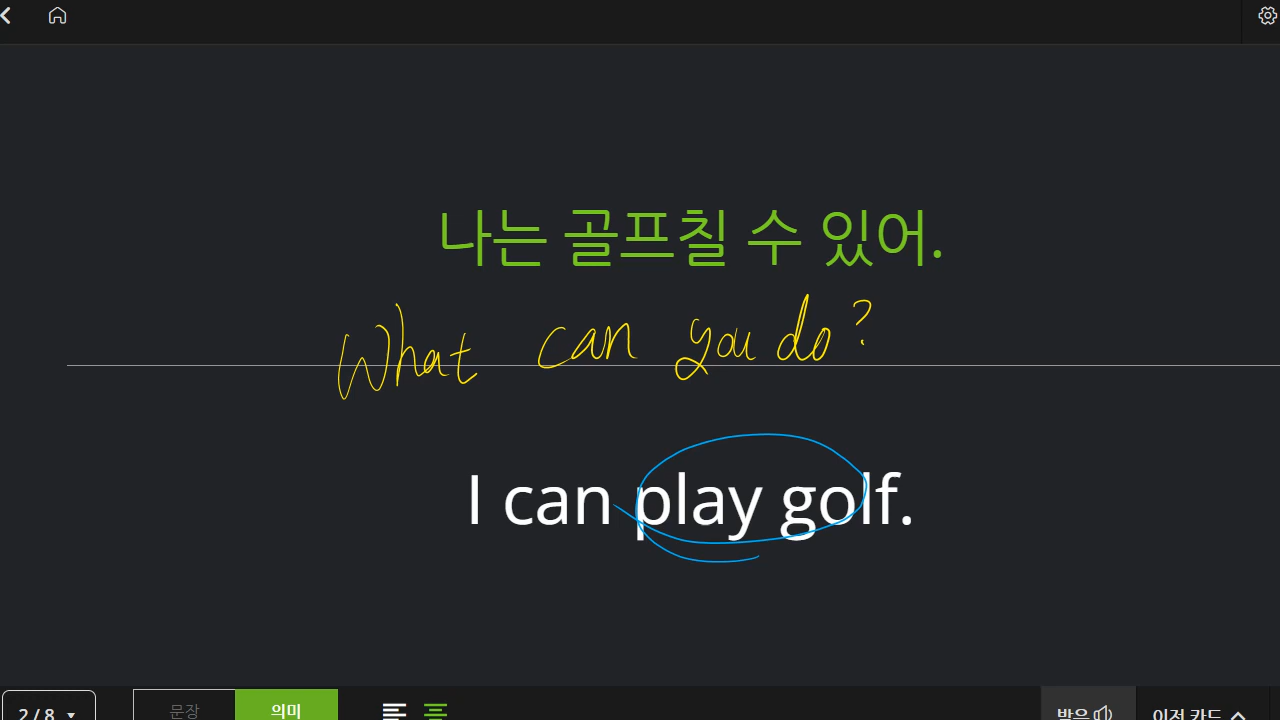 나는 골프칠 수 있어.
What can you do?
I can play golf.
2 / 8 문장 의미 발음 이전 카드